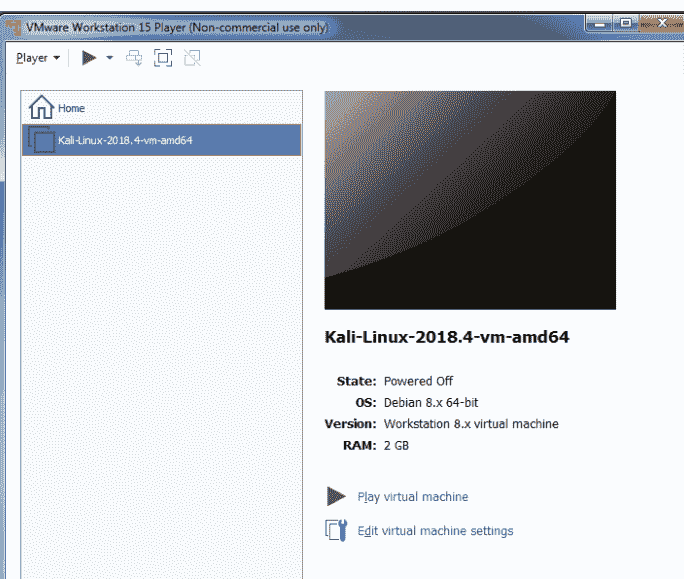 VMware Workstation 15 Player (Non-commercial use only)
Player
Home
Kali-Linux-2018.4-vm-amd64
Kali-Linux-2018.4-vm-amd64
State: Powered Off
OS: Debian 8.x 64-bit
Version: Workstation 8.x virtual machine
RAM: 2 GB
Play virtual machine
Edit virtual machine settings